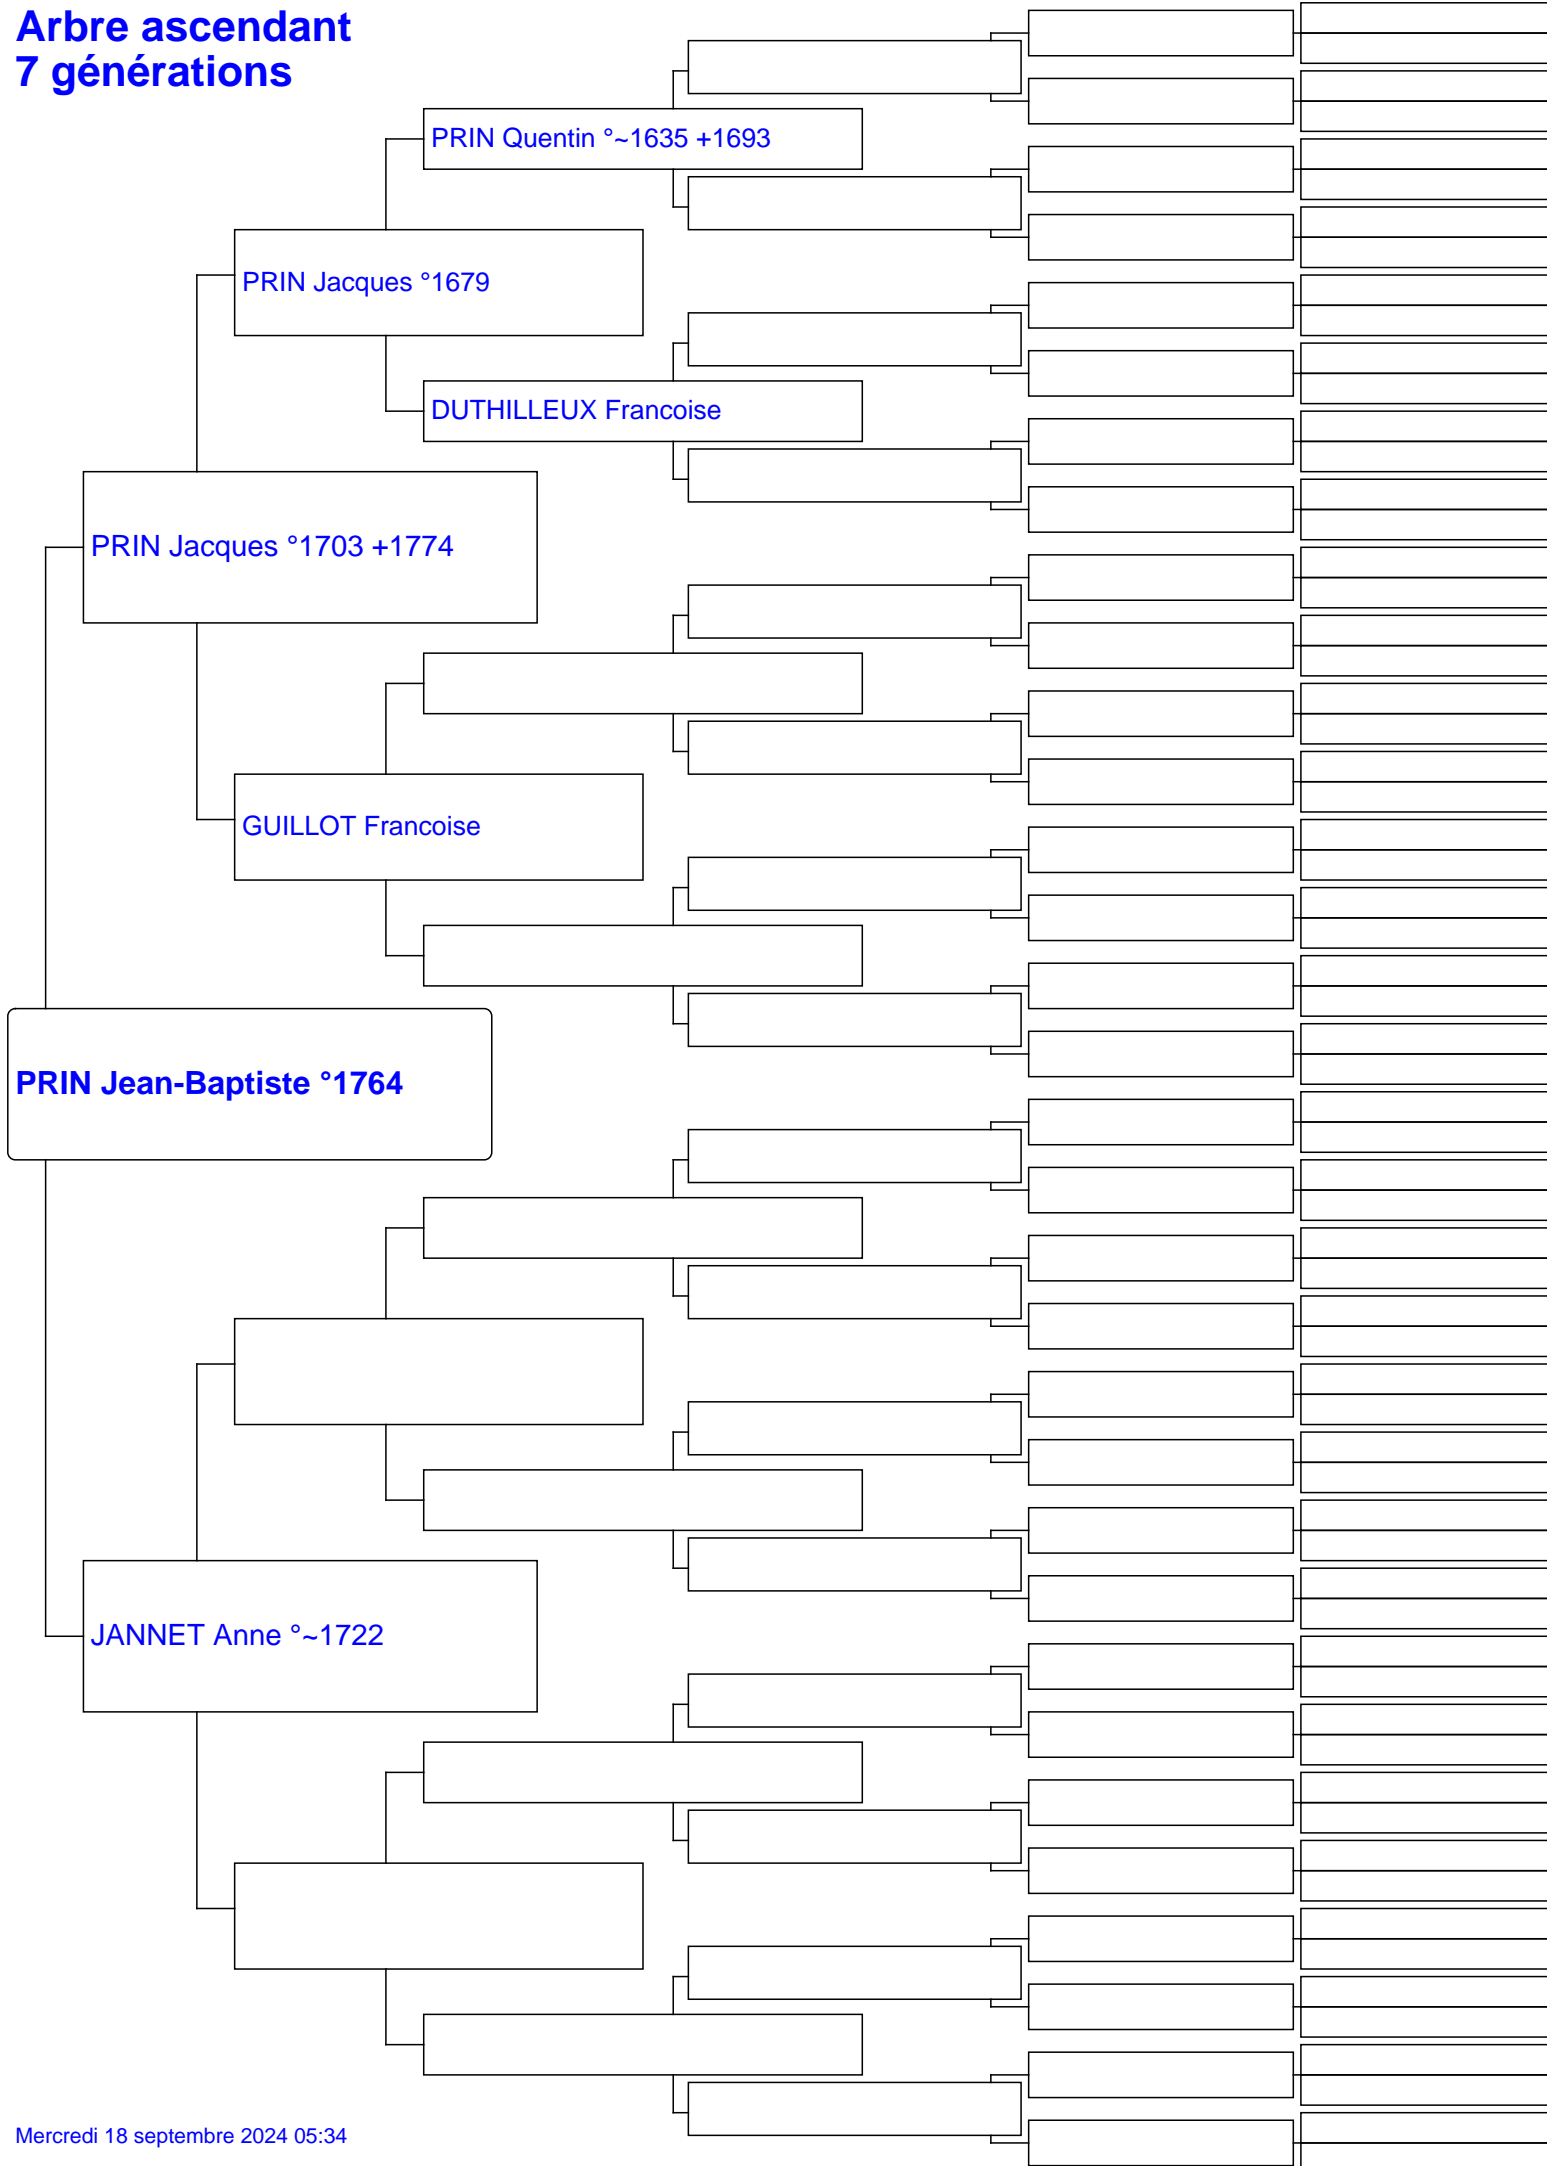 Arbre ascendant
7 générations
PRIN Quentin °~1635 +1693
PRIN Jacques °1679
DUTHILLEUX Francoise
PRIN Jacques °1703 +1774
GUILLOT Francoise
PRIN Jean-Baptiste °1764
JANNET Anne °~1722
Mercredi 18 septembre 2024 05:34